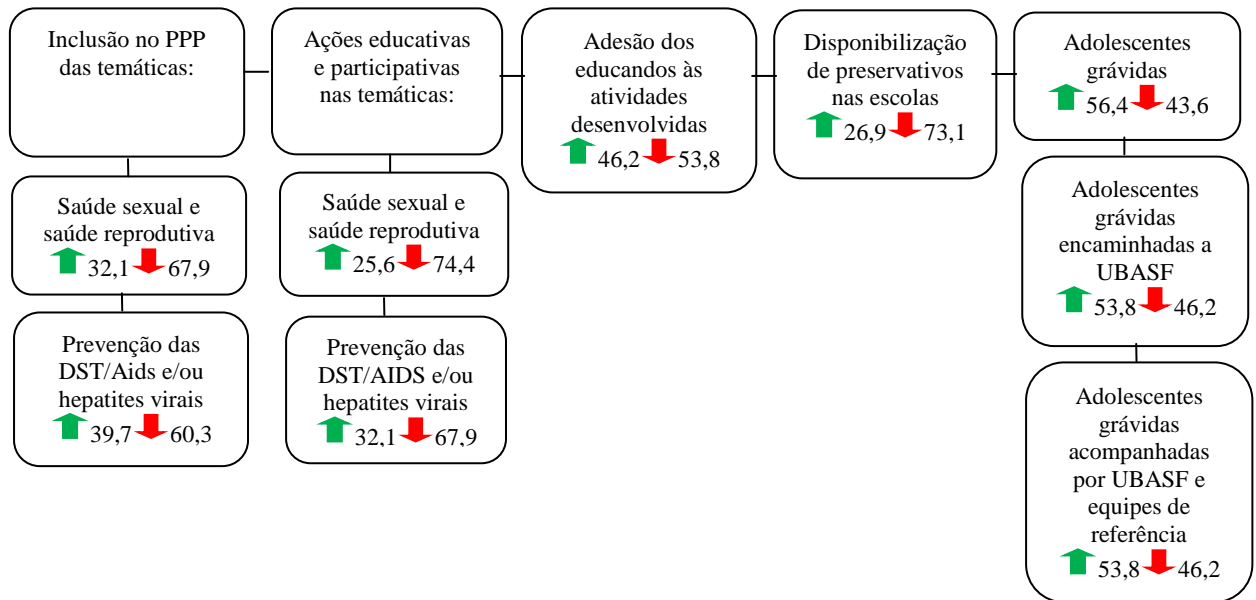 Inclusão no PPP
das temáticas:
Saúde sexual e
saúde reprodutiva
32,1 67,9
Prevenção das
DST/Aids e/ou
hepatites virais
39,7 60,3
Ações educativas
e participativas
nas temáticas:
Saúde sexual e
saúde reprodutiva
25,6 74,4
Prevenção das
DST/AIDS e/ou
hepatites virais
32,1 67,9
Adesão dos
educandos às
atividades
desenvolvidas
46,2 53,8
Disponibilização
de preservativos
nas escolas
26,9 73,1
Adolescentes
grávidas
56,4 43,6
Adolescentes
grávidas
encaminhadas a
UBASF
53,8 46,2
Adolescentes
grávidas
acompanhadas
por UBASF e
equipes de
referência
53,8 46,2